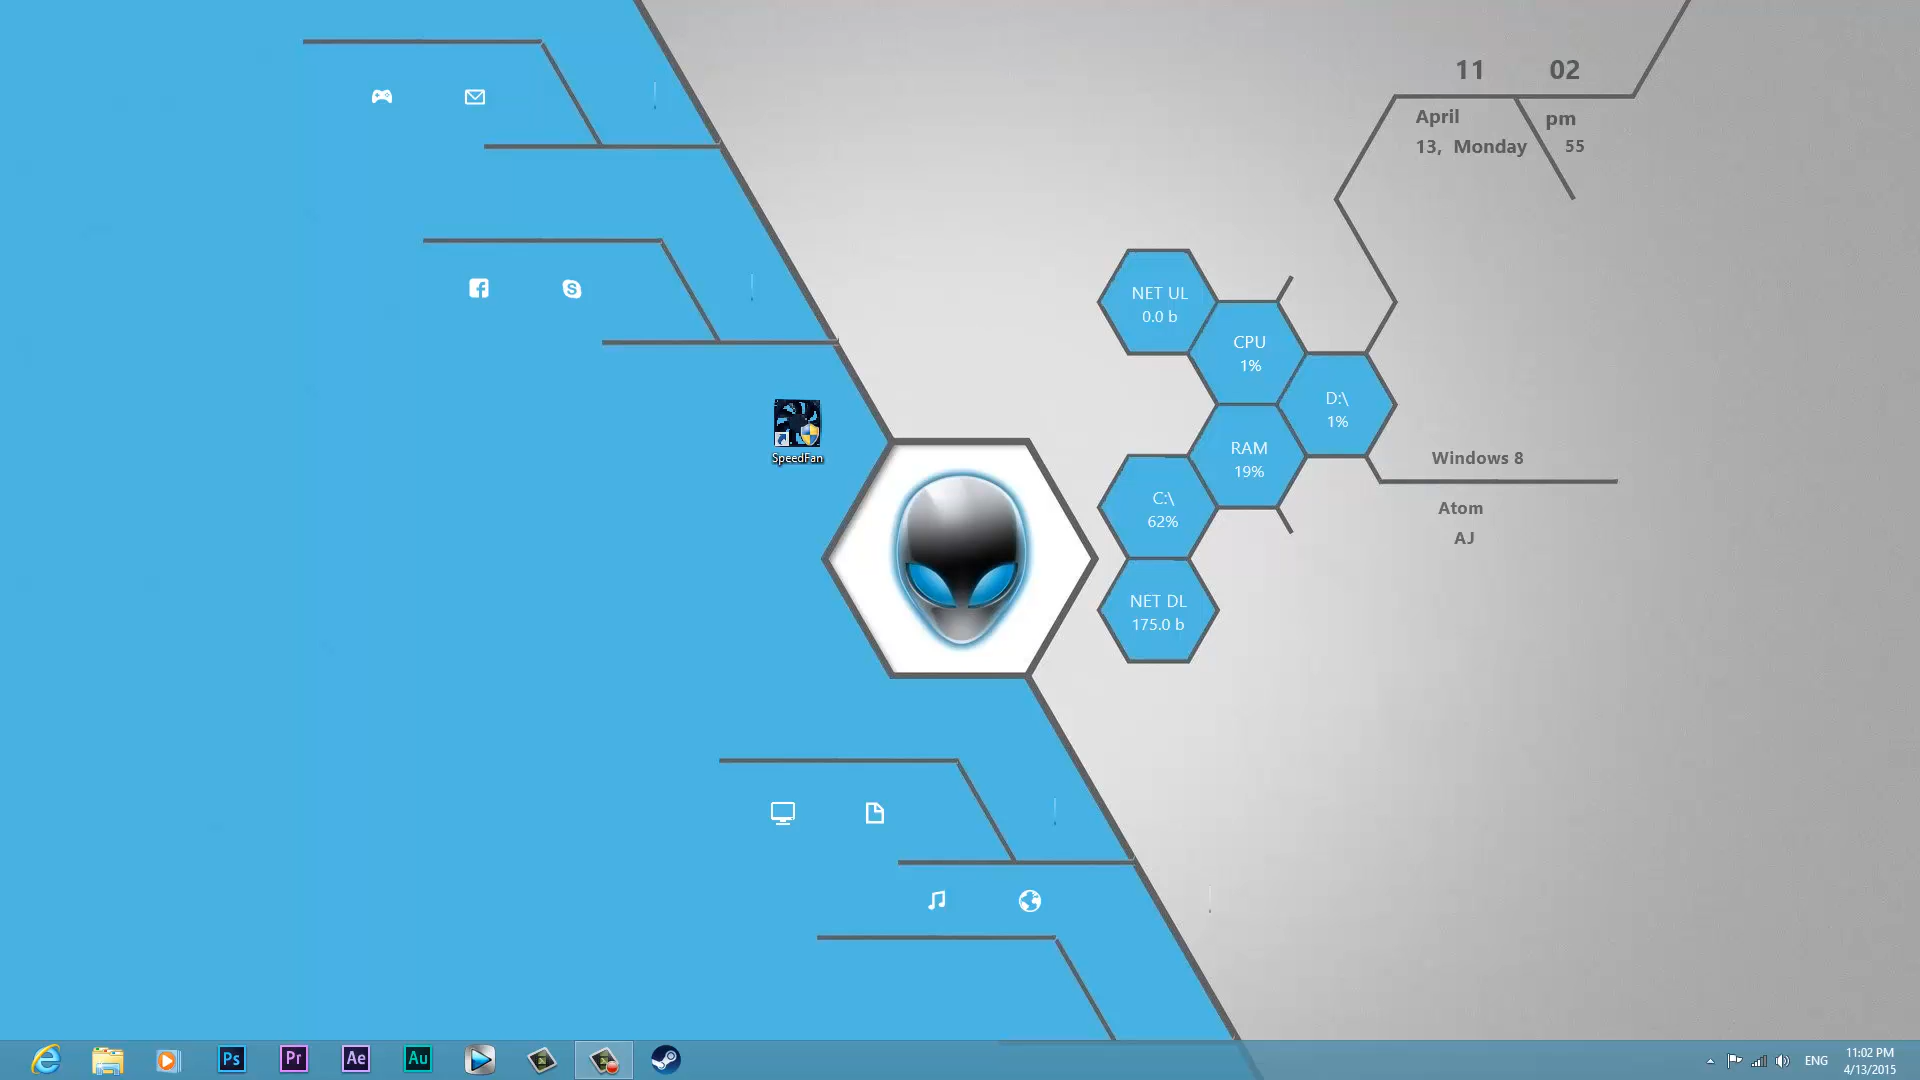 11 02
April pm
13, Monday 55
NET UL
0.0 b
CPU
1%
D:\
1%
RAM
19%
SpeedFan
Windows 8
C:\
62%
Atom
AJ
NET DL
175.0 b
Ps Pr Ae Au
ENG
11:02 PM
4/13/2015